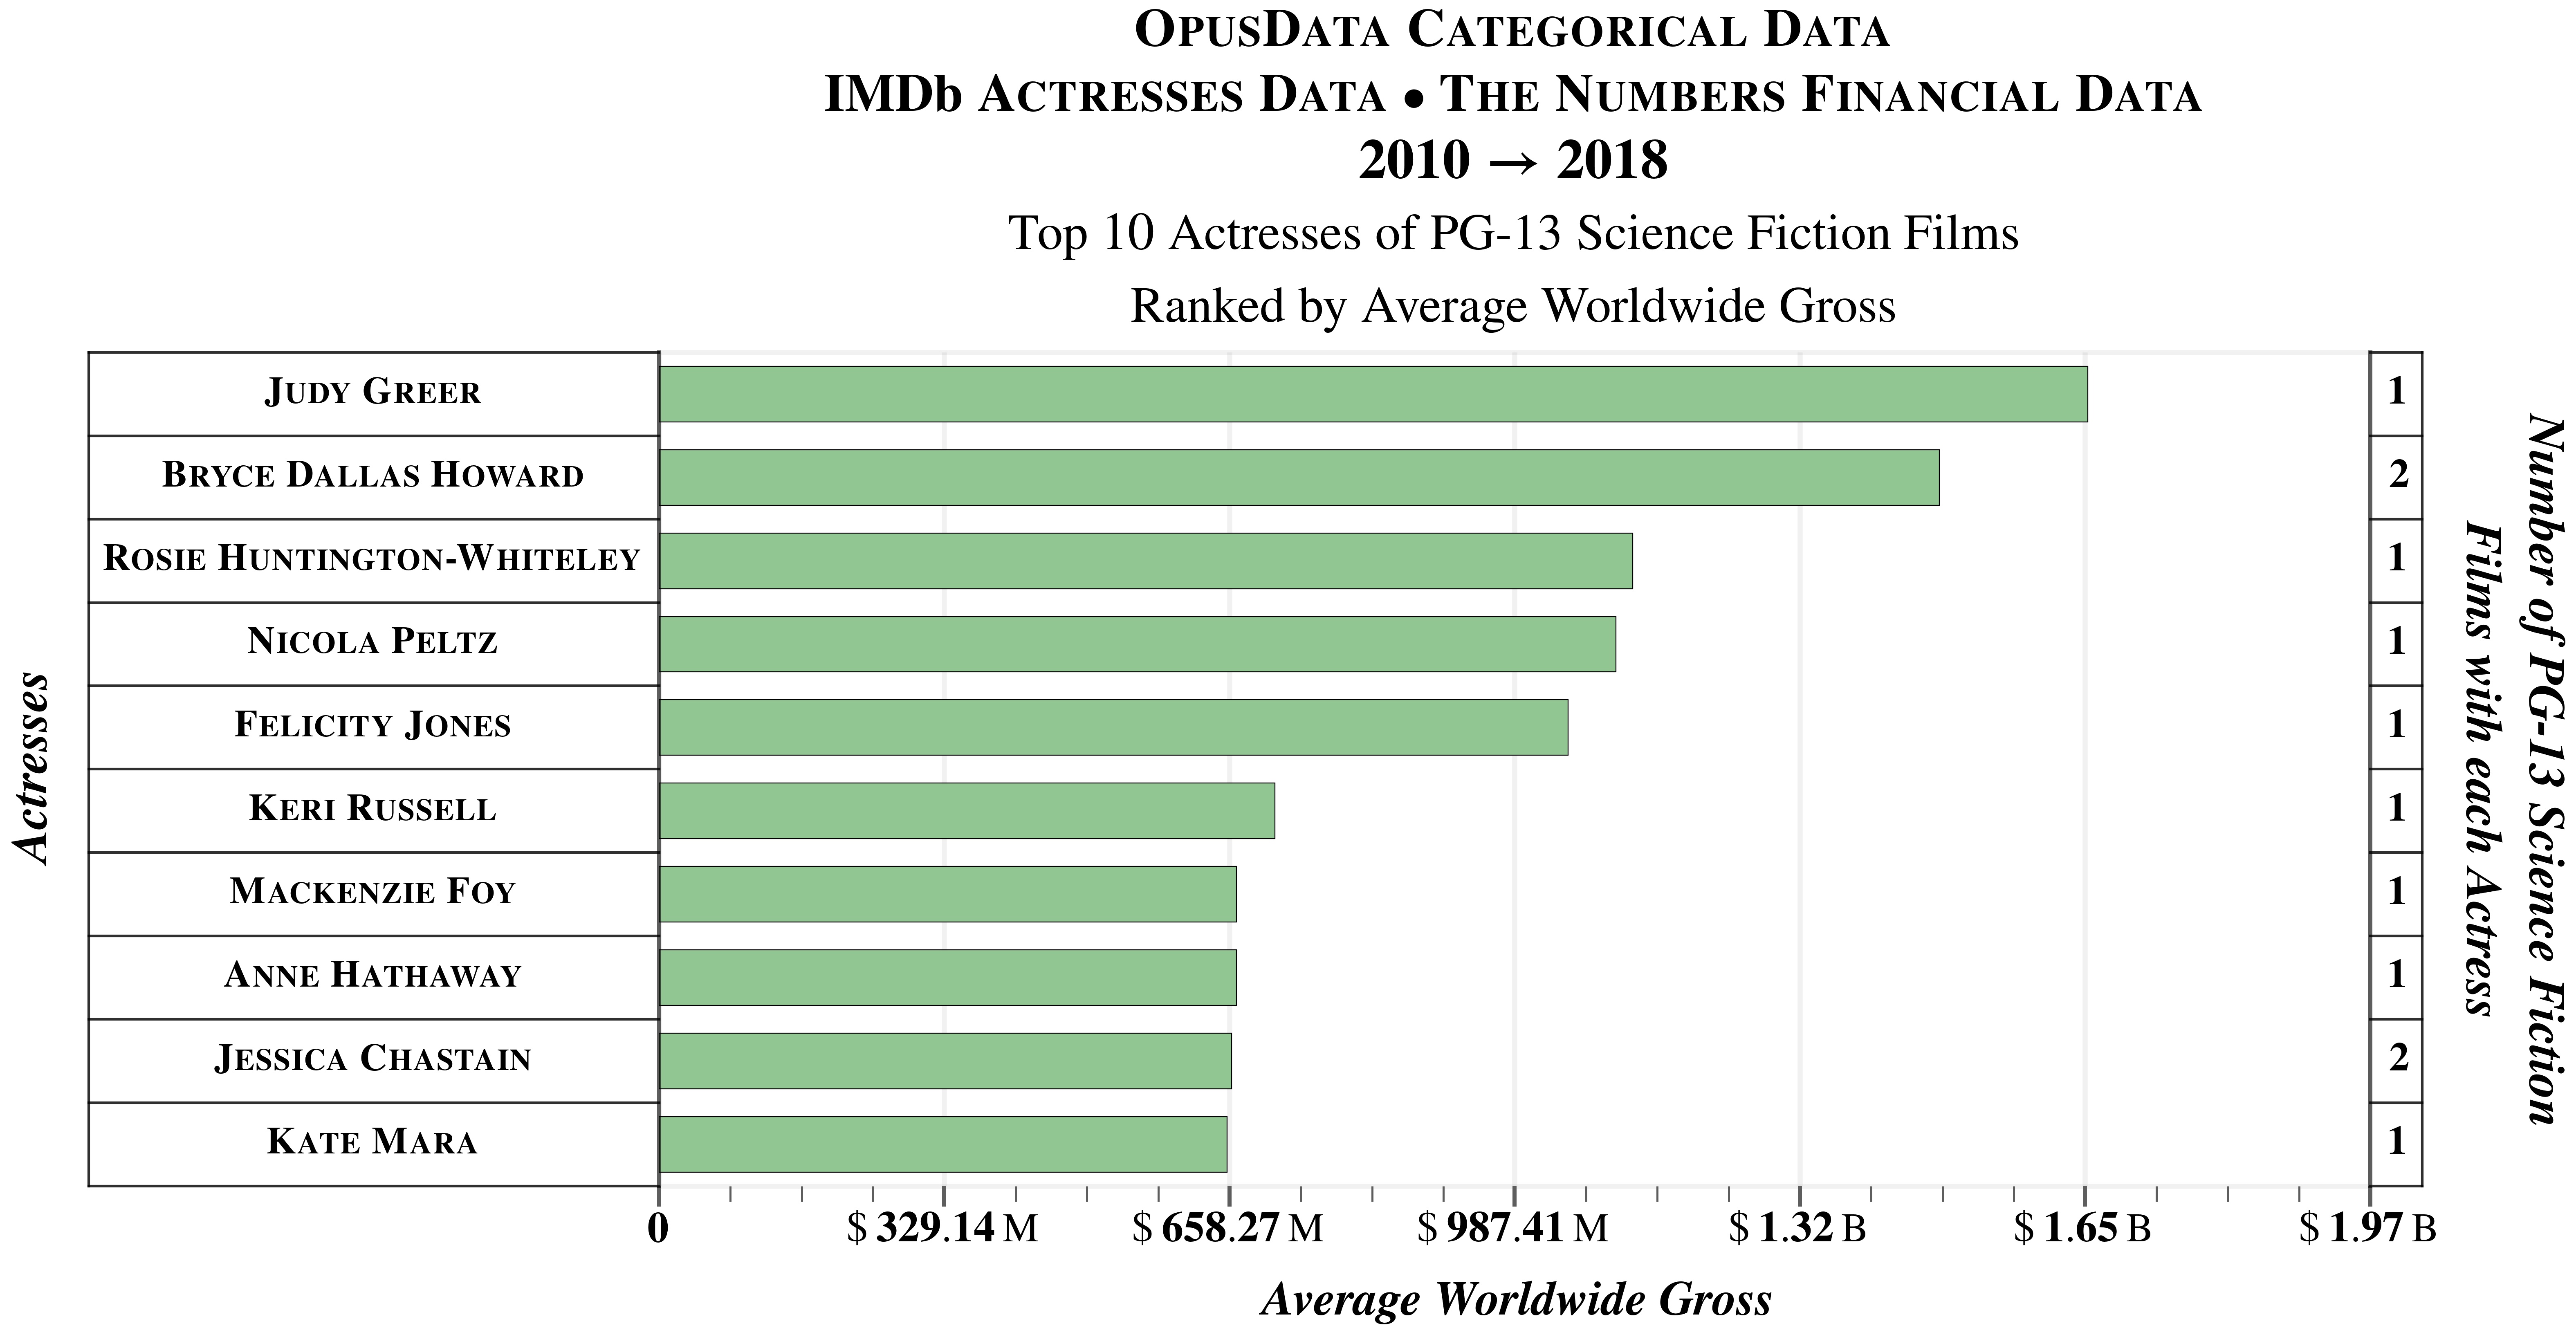 OpusData Categorical Data
IMDb Actresses Data • The Numbers Financial Data
2010 → 2018
Top 10 Actresses of PG-13 Science Fiction Films
Ranked by Average Worldwide Gross
Actresses
Judy Greer 1
Bryce Dallas Howard 2
Rosie Huntington-Whiteley 1
Nicola Peltz 1
Felicity Jones 1
Keri Russell 1
Mackenzie Foy 1
Anne Hathaway 1
Jessica Chastain 2
Kate Mara 1
Number of PG-13 Science Fiction
Films with each Actress
0 $ 329.14 M $ 658.27 M $ 987.41 M $ 1.32 B $ 1.65 B $ 1.97 B
Average Worldwide Gross